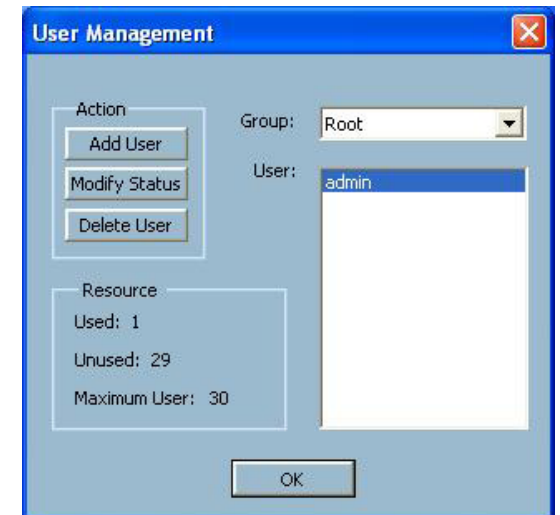 User Management
Action
Add User
Modify Status
Delete User
Group: Root
User: admin
Resource
Used: 1
Unused: 29
Maximum User: 30
OK